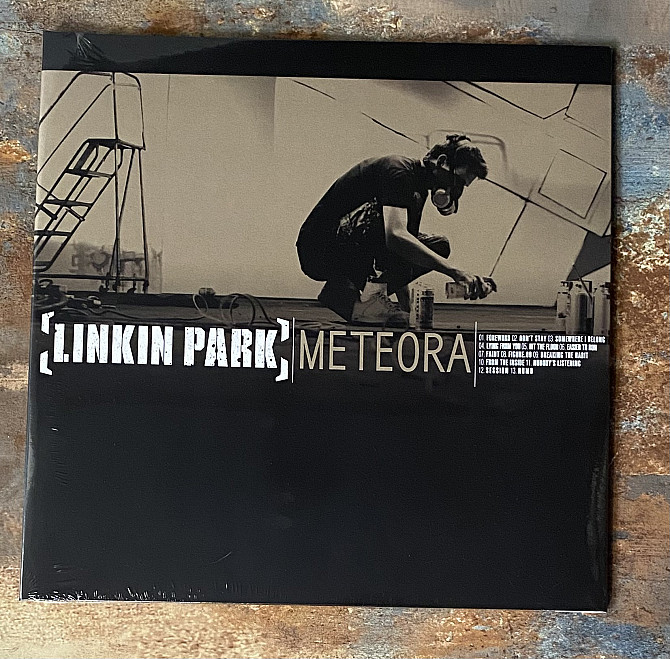 [LINKIN PARK]
METEORA
01. FOREWORD 02. DON'T STAY 03. SOMEWHERE I BELONG
04. LYING FROM YOU 05. HIT THE FLOOR 06. EASIER TO RUN
07. FAINT 08. FIGURE.09 09. BREAKING THE HABIT
10. FROM THE INSIDE 11. NOBODY'S LISTENING
12. SESSION 13. NUMB